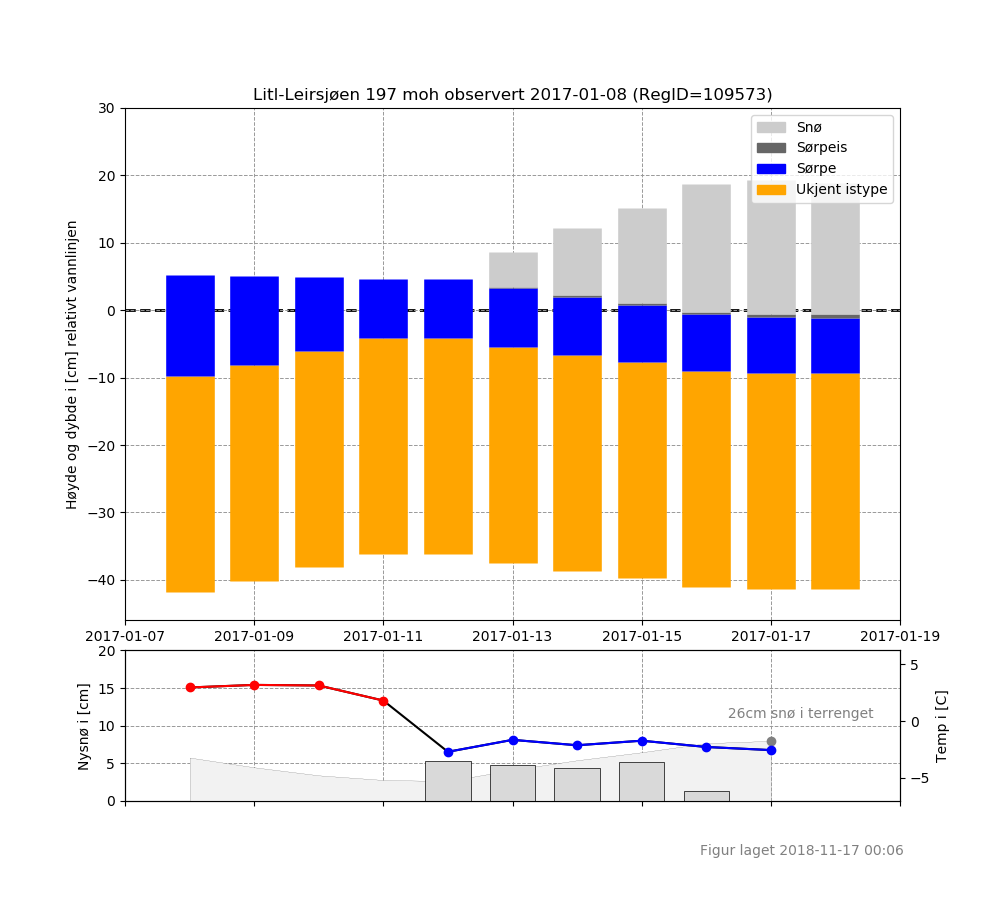 Litl-Leirsjøen 197 moh observert 2017-01-08 (RegID=109573)
Høyde og dybde i [cm] relativt vannlinjen
30
20
10
0
−10
−20
−30
−40
Snø
Sørpeis
Sørpe
Ukjent istype
2017-01-07
2017-01-09
2017-01-11
2017-01-13
2017-01-15
2017-01-17
2017-01-19
Nysnø i [cm]
20
15
10
5
0
26cm snø i terrenget
5
0
−5
Temp i [C]
Figur laget 2018-11-17 00:06